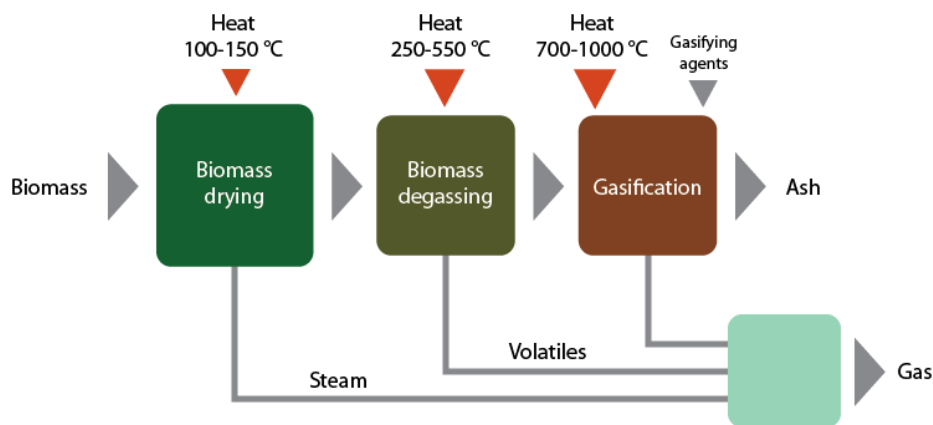 Heat
100-150 °C
Heat
250-550 °C
Heat
700-1000 °C
Gasifying
agents
Biomass
Biomass
drying
Biomass
degassing
Gasification
Ash
Volatiles
Steam
Gas